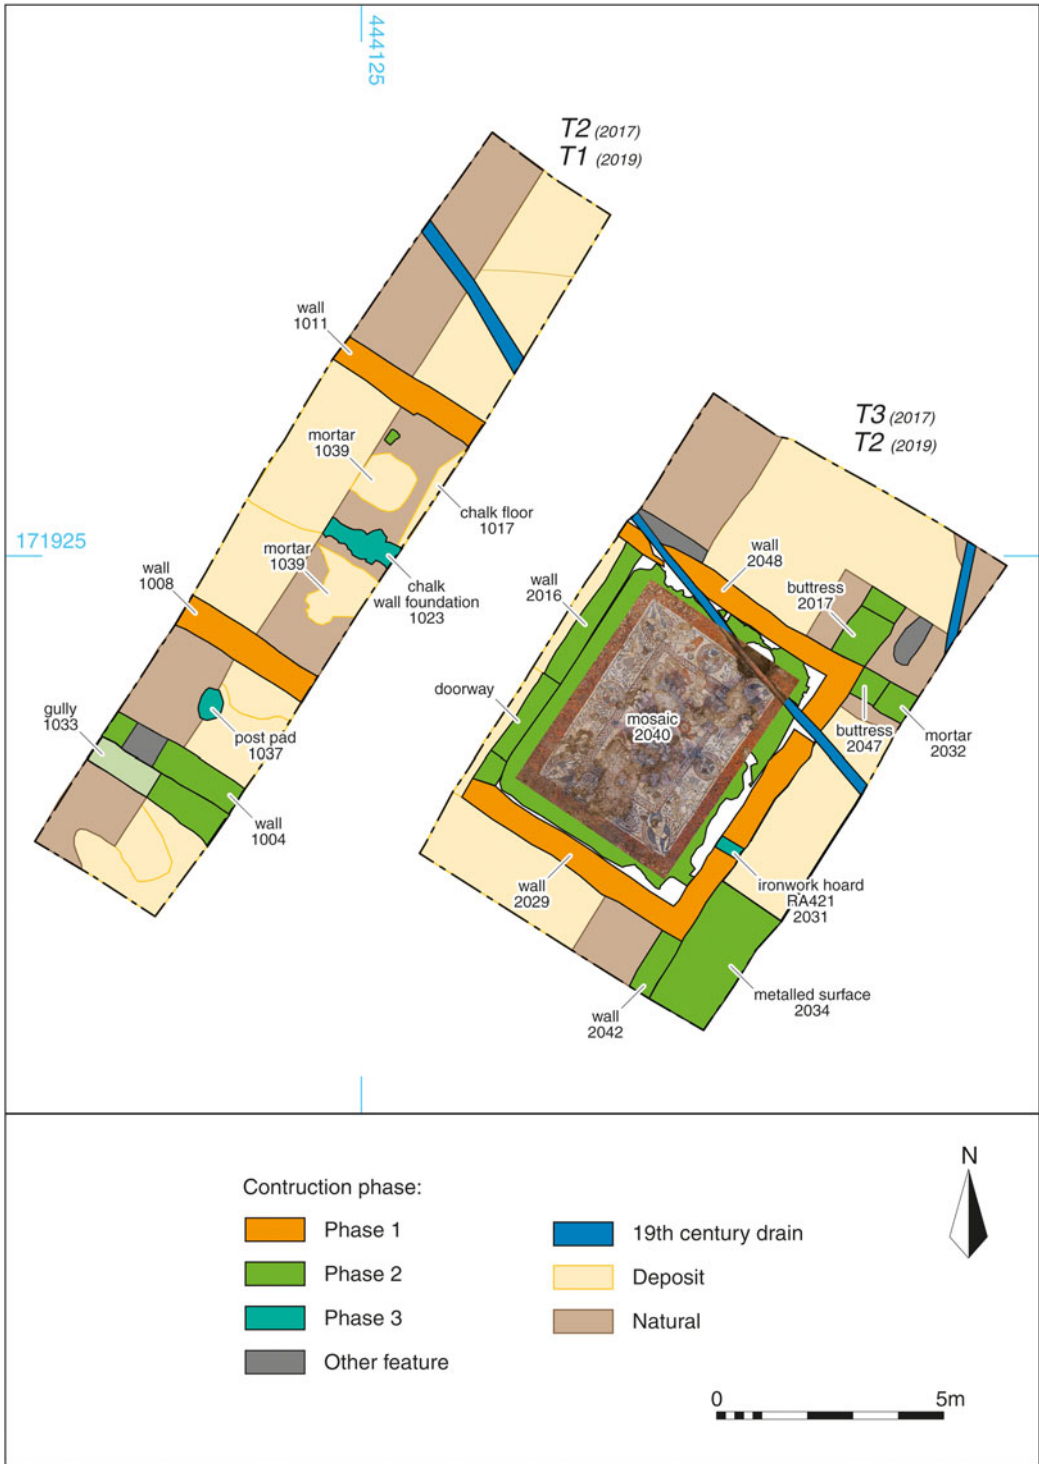 444125
T2 (2017)
T1 (2019)
wall
1011
mortar
1039
chalk floor
1017
T3 (2017)
T2 (2019)
171925
wall
1008
mortar
1039
chalk
wall foundation
1023
wall
2016
wall
2048
buttress
2017
gully
1033
post pad
1037
doorway
mosaic
2040
buttress
2047
mortar
2032
wall
1004
wall
2029
ironwork hoard
RA421
2031
wall
2042
metalled surface
2034
Contruction phase:
Phase 1
Phase 2
Phase 3
Other feature
19th century drain
Deposit
Natural
N
0 5m